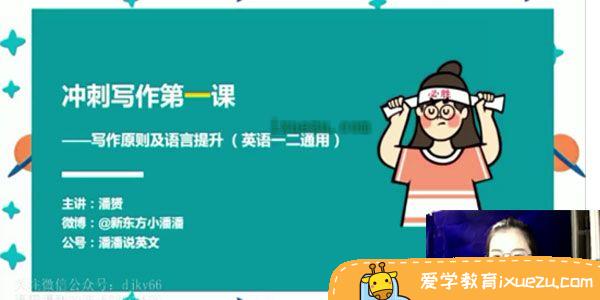 冲刺写作第一课
必胜
ixuezu.com
——写作原则及语言提升（英语一二通用）
主讲：潘赟
微博：@新东方小潘潘
公号：潘潘说英文
关注微信公众号：djky66
爱学教育ixuezu.com